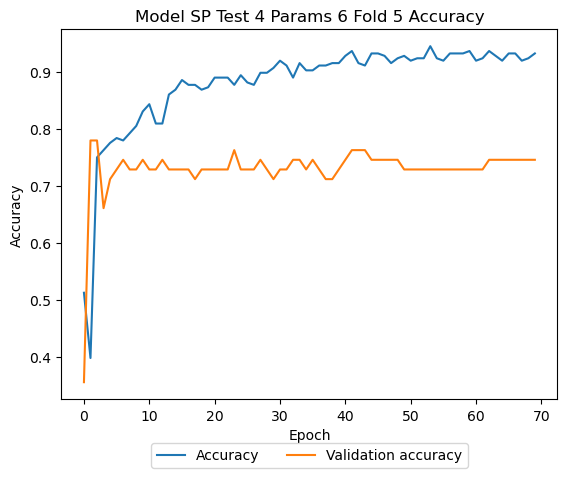 Model SP Test 4 Params 6 Fold 5 Accuracy
Accuracy
0.9
0.8
0.7
0.6
0.5
0.4
0 10 20 30 40 50 60 70
Epoch
Accuracy Validation accuracy